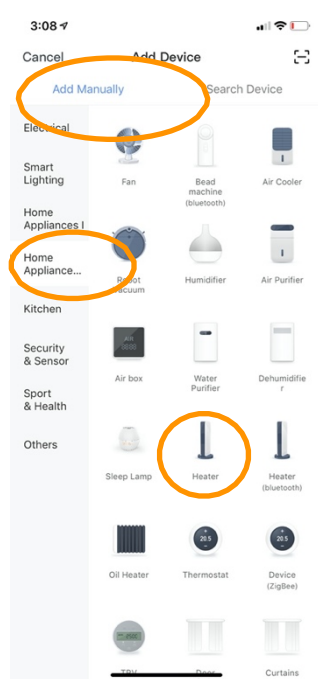 3:08
Cancel Add Device
Add Manually Search Device
Electrical
Smart
Lighting
Home
Appliances I
Home
Appliance...
Kitchen
Security
& Sensor
Sport
& Health
Others
Fan
Bead
machine
(bluetooth)
Air Cooler
Robot
Vacuum
Humidifier
Air Purifier
AIR
Air box
Water
Purifier
Dehumidifie
r
Sleep Lamp
Heater
Heater
(bluetooth)
Oil Heater
20.5
Thermostat
20.5
Device
(ZigBee)
TRV
Door
Curtains